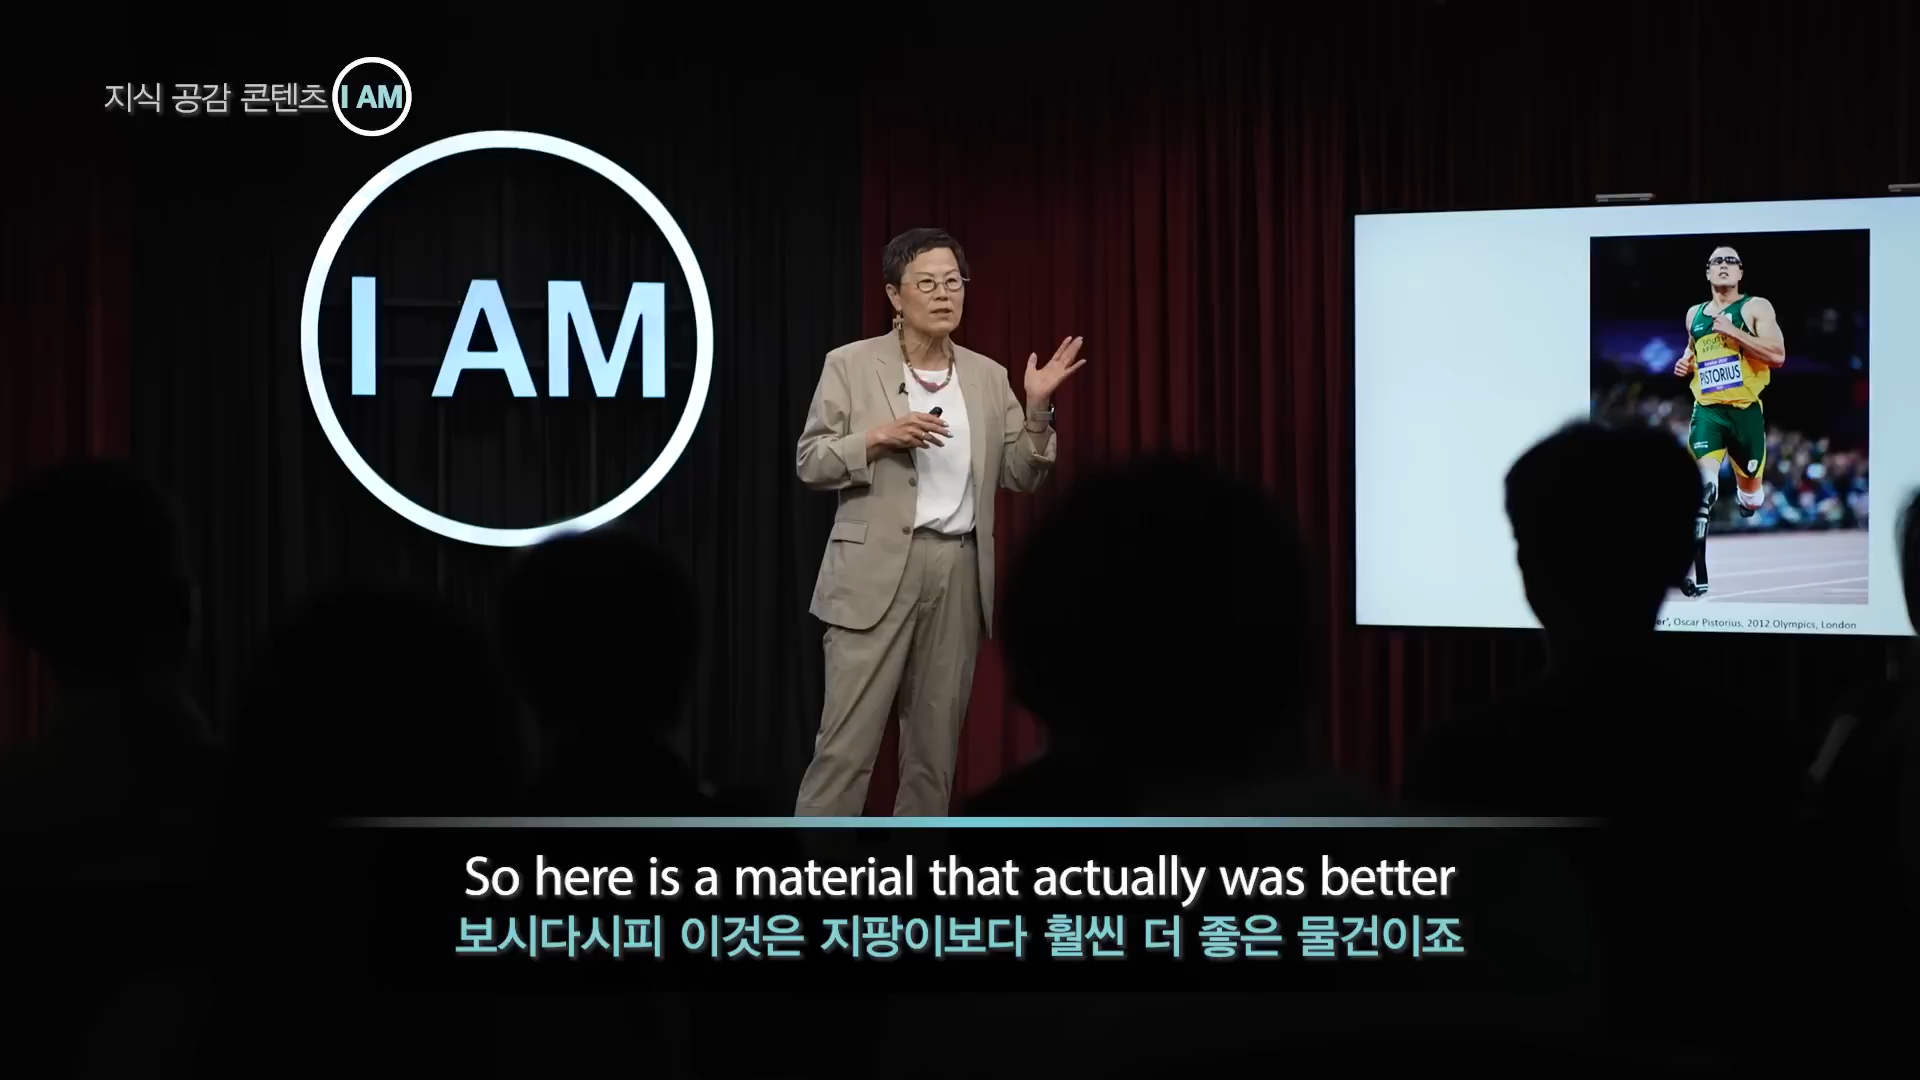 지식 공감 콘텐츠 I AM
I AM
SOUTH AFRICA
PISTORIUS
er', Oscar Pistorius, 2012 Olympics, London
So here is a material that actually was better
보시다시피 이것은 지팡이보다 훨씬 더 좋은 물건이죠